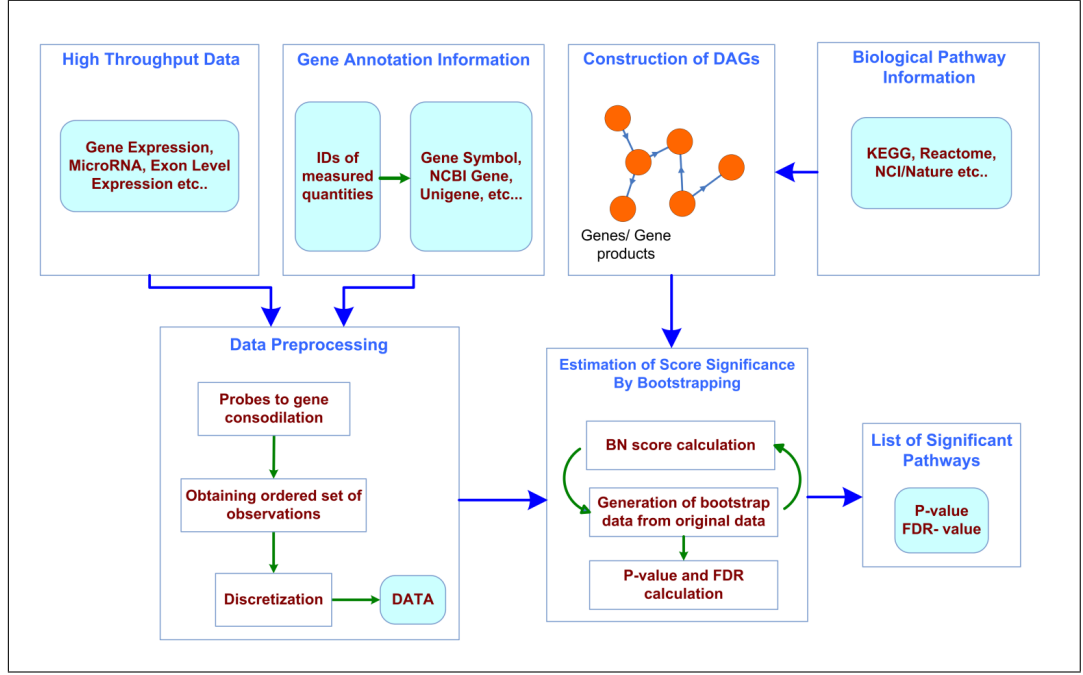 High Throughput Data
Gene Expression,
MicroRNA, Exon Level
Expression etc..
Gene Annotation Information
IDs of
measured
quantities
Gene Symbol,
NCBI Gene,
Unigene, etc...
Construction of DAGs
Genes/ Gene
products
Biological Pathway
Information
KEGG, Reactome,
NCI/Nature etc..
Data Preprocessing
Probes to gene
consodilation
Obtaining ordered set of
observations
Discretization
DATA
Estimation of Score Significance
By Bootstrapping
BN score calculation
Generation of bootstrap
data from original data
P-value and FDR
calculation
List of Significant
Pathways
P-value
FDR- value